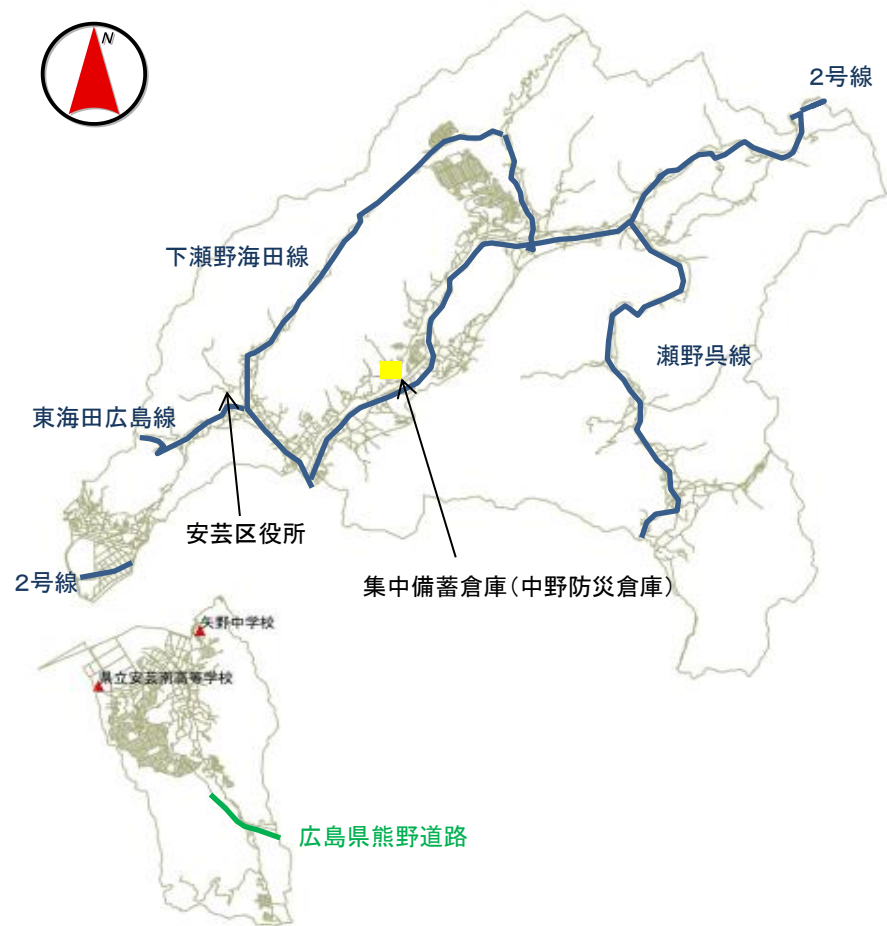 N
2号線
下瀬野海田線
瀬野呉線
東海田広島線
安芸区役所
2号線
集中備蓄倉庫(中野防災倉庫)
矢野中学校
県立安芸南高等学校
広島県熊野道路